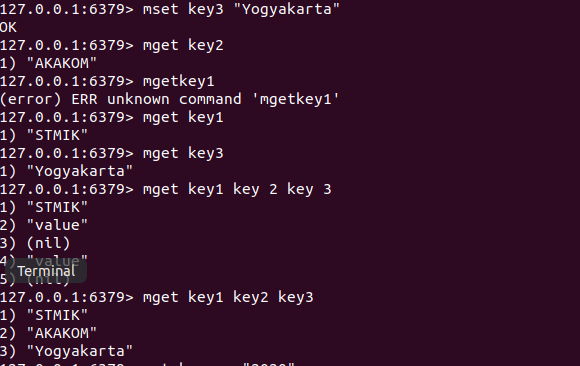 127.0.0.1:6379> mset key3 "Yogyakarta"
OK
127.0.0.1:6379> mget key2
1) "AKAKOM"
127.0.0.1:6379> mgetkey1
(error) ERR unknown command 'mgetkey1'
127.0.0.1:6379> mget key1
1) "STMIK"
127.0.0.1:6379> mget key3
1) "Yogyakarta"
127.0.0.1:6379> mget key1 key 2 key 3
1) "STMIK"
2) "value"
3) (nil)
4) "value"
Terminal
5) (nil)
127.0.0.1:6379> mget key1 key2 key3
1) "STMIK"
2) "AKAKOM"
3) "Yogyakarta"